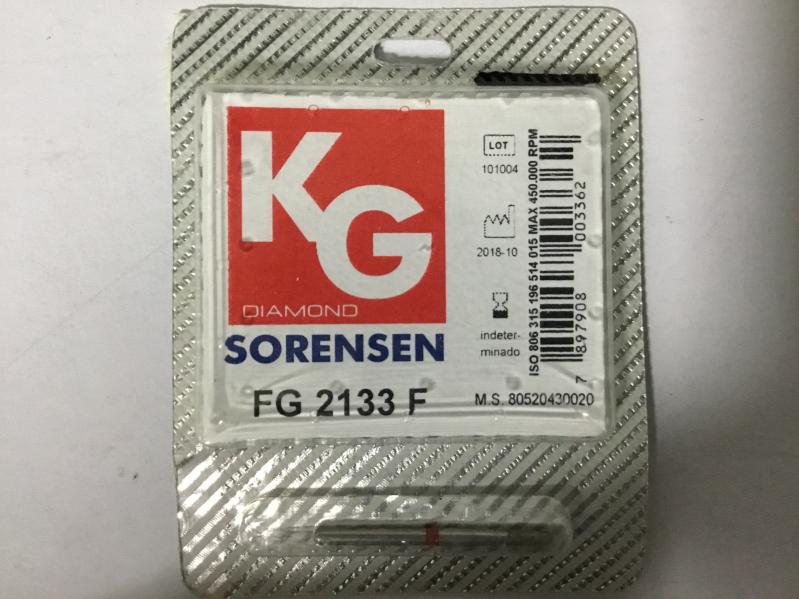 KG
DIAMOND
SORENSEN
FG 2133 F
LOT
101004
2018-10
indeter-
minado
M.S. 80520430020
ISO 806 315 196 514 015 MAX 450.000 RPM
7 897908 003362